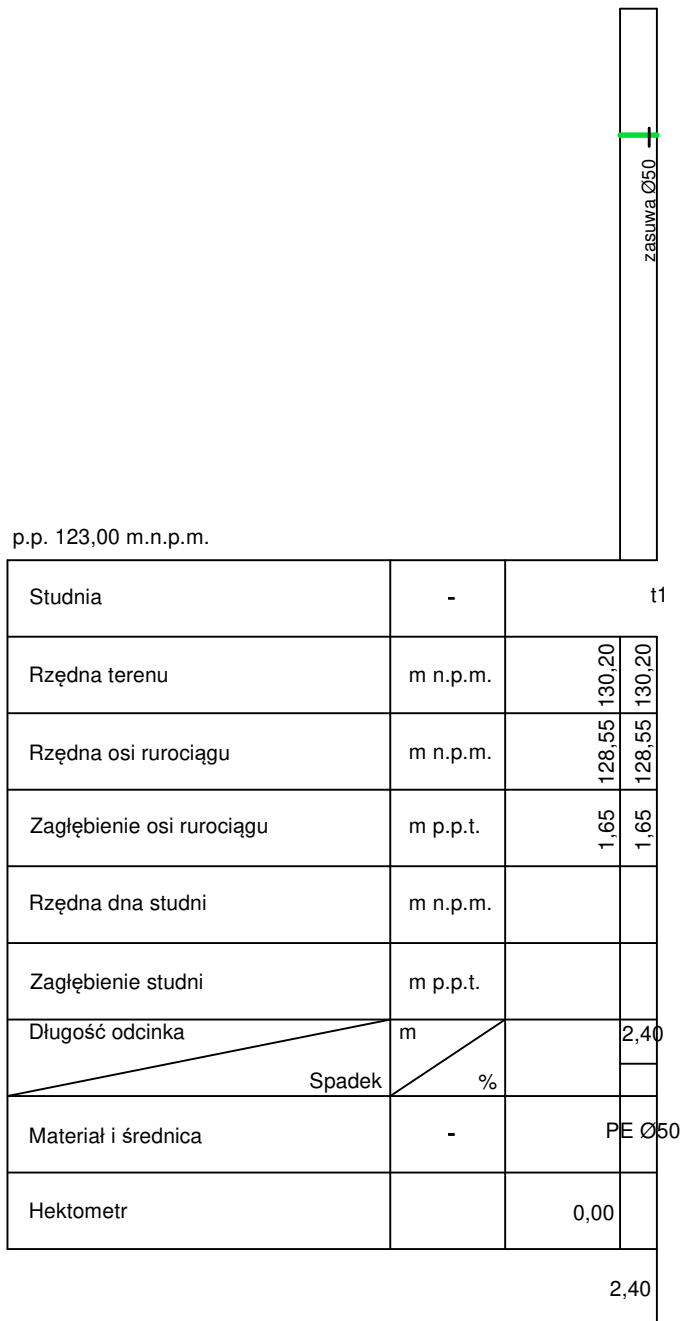 zasuwa Ø50
p.p. 123,00 m.n.p.m.
Studnia - t1
Rzędna terenu m n.p.m. 130,20 130,20
Rzędna osi rurociągu m n.p.m. 128,55 128,55
Zagłębienie osi rurociągu m p.p.t. 1,65 1,65
Rzędna dna studni m n.p.m.
Zagłębienie studni m p.p.t.
Długość odcinka m 2,40
Spadek %
Materiał i średnica - PE Ø50
Hektometr 0,00
2,40